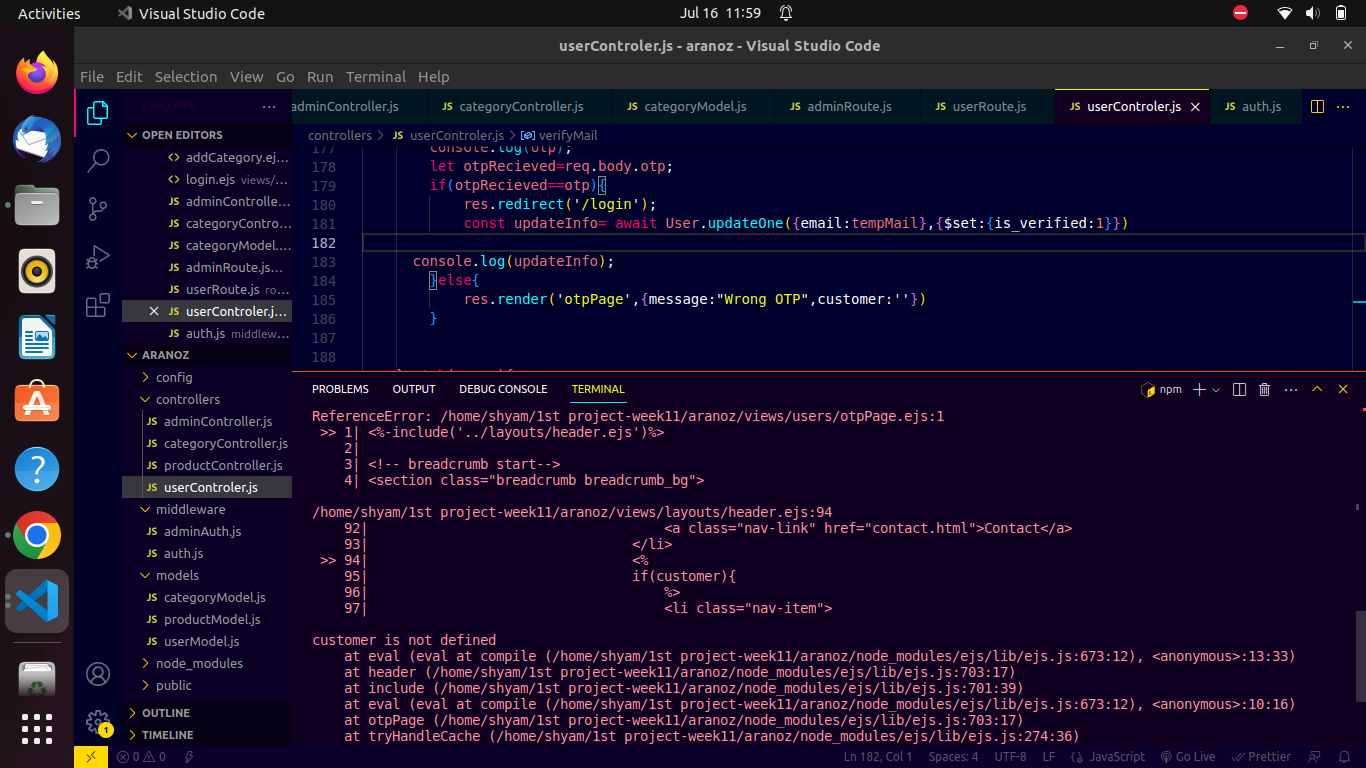 Activities Visual Studio Code Jul 16 11:59
userControler.js - aranoz - Visual Studio Code
File Edit Selection View Go Run Terminal Help
EXPLORER
OPEN EDITORS
addCategory.ej...
login.ejs views/...
adminControlle...
categoryContro...
categoryModel....
adminRoute.js...
userRoute.js ro...
userControler.j...
auth.js middlew...
ARANOZ
config
controllers
adminController.js
categoryController.js
productController.js
userControler.js
middleware
adminAuth.js
auth.js
models
categoryModel.js
productModel.js
userModel.js
node_modules
public
OUTLINE
TIMELINE
adminController.js JS categoryController.js JS categoryModel.js JS adminRoute.js JS userRoute.js JS userControler.js JS auth.js
controllers > JS userControler.js > verifyMail
177 console.log(otp);
178 let otpRecieved=req.body.otp;
179 if(otpRecieved==otp){
180 res.redirect('/login');
181 const updateInfo= await User.updateOne({email:tempMail},{$set:{is_verified:1}})
182
183 console.log(updateInfo);
184 }else{
185 res.render('otpPage',{message:"Wrong OTP",customer:''})
186 }
187
188
PROBLEMS OUTPUT DEBUG CONSOLE TERMINAL npm
ReferenceError: /home/shyam/1st project-week11/aranoz/views/users/otpPage.ejs:1
>> 1| <%-include('../layouts/header.ejs')%>
2|
3| <!-- breadcrumb start-->
4| <section class="breadcrumb breadcrumb_bg">
/home/shyam/1st project-week11/aranoz/views/layouts/header.ejs:94
92| <a class="nav-link" href="contact.html">Contact</a>
93| </li>
>> 94| <%
95| if(customer){
96| %>
97| <li class="nav-item">
customer is not defined
at eval (eval at compile (/home/shyam/1st project-week11/aranoz/node_modules/ejs/lib/ejs.js:673:12), <anonymous>:13:33)
at header (/home/shyam/1st project-week11/aranoz/node_modules/ejs/lib/ejs.js:703:17)
at include (/home/shyam/1st project-week11/aranoz/node_modules/ejs/lib/ejs.js:701:39)
at eval (eval at compile (/home/shyam/1st project-week11/aranoz/node_modules/ejs/lib/ejs.js:673:12), <anonymous>:10:16)
at otpPage (/home/shyam/1st project-week11/aranoz/node_modules/ejs/lib/ejs.js:703:17)
at tryHandleCache (/home/shyam/1st project-week11/aranoz/node_modules/ejs/lib/ejs.js:274:36)
0 0 Ln 182, Col 1 Spaces: 4 UTF-8 LF {} JavaScript Go Live Prettier